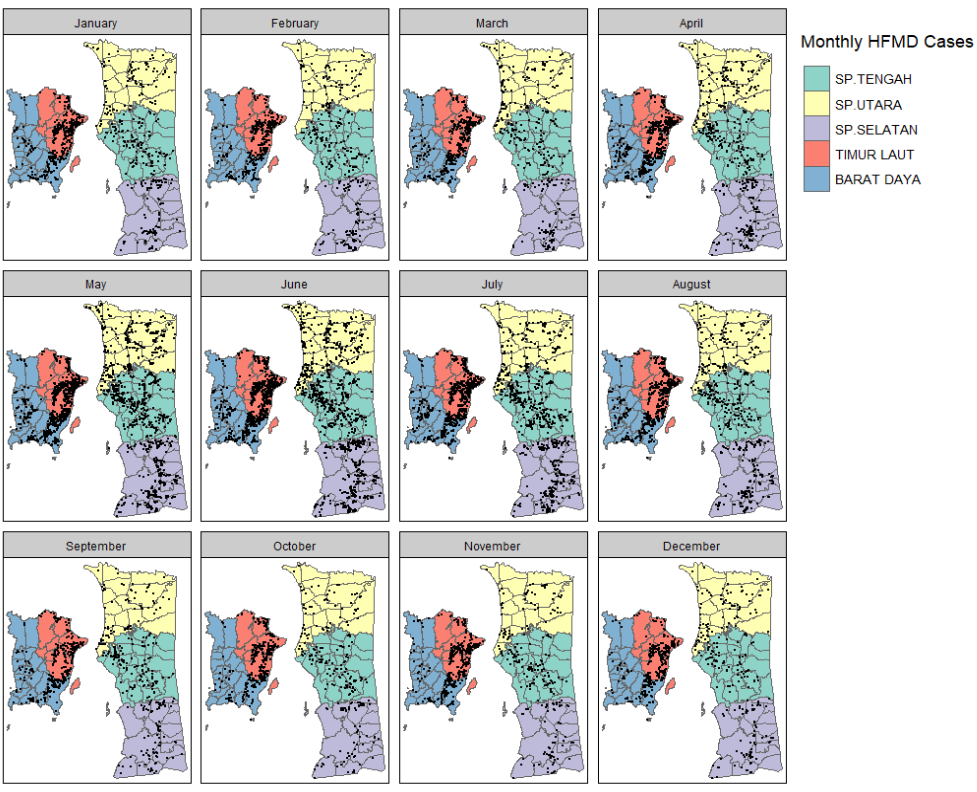 January
February
March
April
Monthly HFMD Cases
SP.TENGAH
SP.UTARA
SP.SELATAN
TIMUR LAUT
BARAT DAYA
May
June
July
August
September
October
November
December